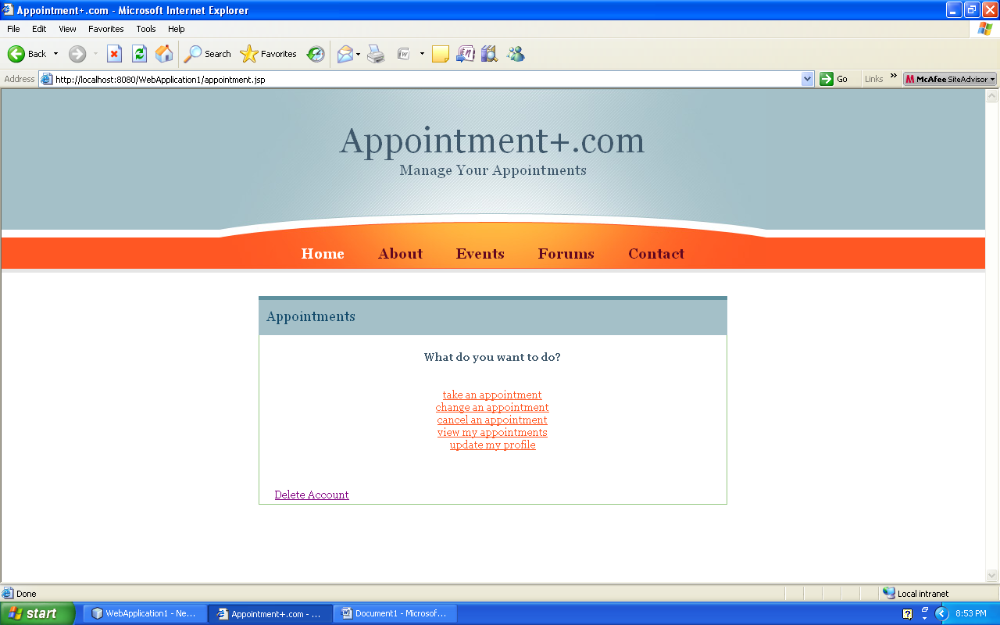 Appointment+.com - Microsoft Internet Explorer
File Edit View Favorites Tools Help
Back Search Favorites
Address http://localhost:8080/WebApplication1/appointment.jsp Go Links » McAfee SiteAdvisor
Appointment+.com
Manage Your Appointments
Home About Events Forums Contact
Appointments
What do you want to do?
take an appointment
change an appointment
cancel an appointment
view my appointments
update my profile
Delete Account
Done Local intranet
start WebApplication1 - Ne... Appointment+.com - ... Document1 - Microsof... 8:53 PM